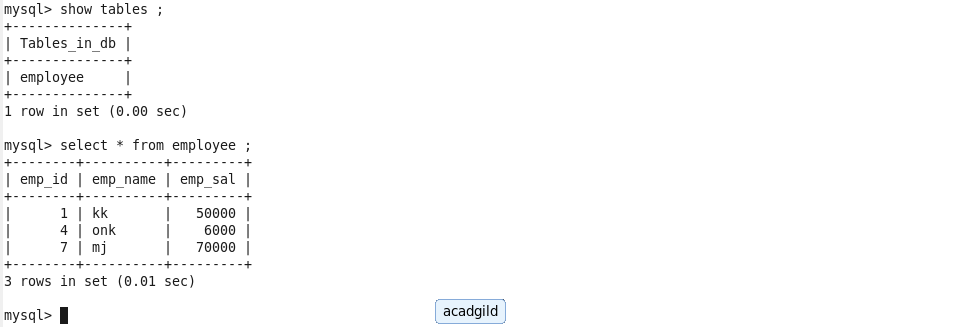 mysql> show tables ;
+--------------+
| Tables_in_db |
+--------------+
| employee     |
+--------------+
1 row in set (0.00 sec)
mysql> select * from employee ;
+--------+----------+---------+
| emp_id | emp_name | emp_sal |
+--------+----------+---------+
|      1 | kk       |   50000 |
|      4 | onk      |    6000 |
|      7 | mj       |   70000 |
+--------+----------+---------+
3 rows in set (0.01 sec)
mysql>
acadgild